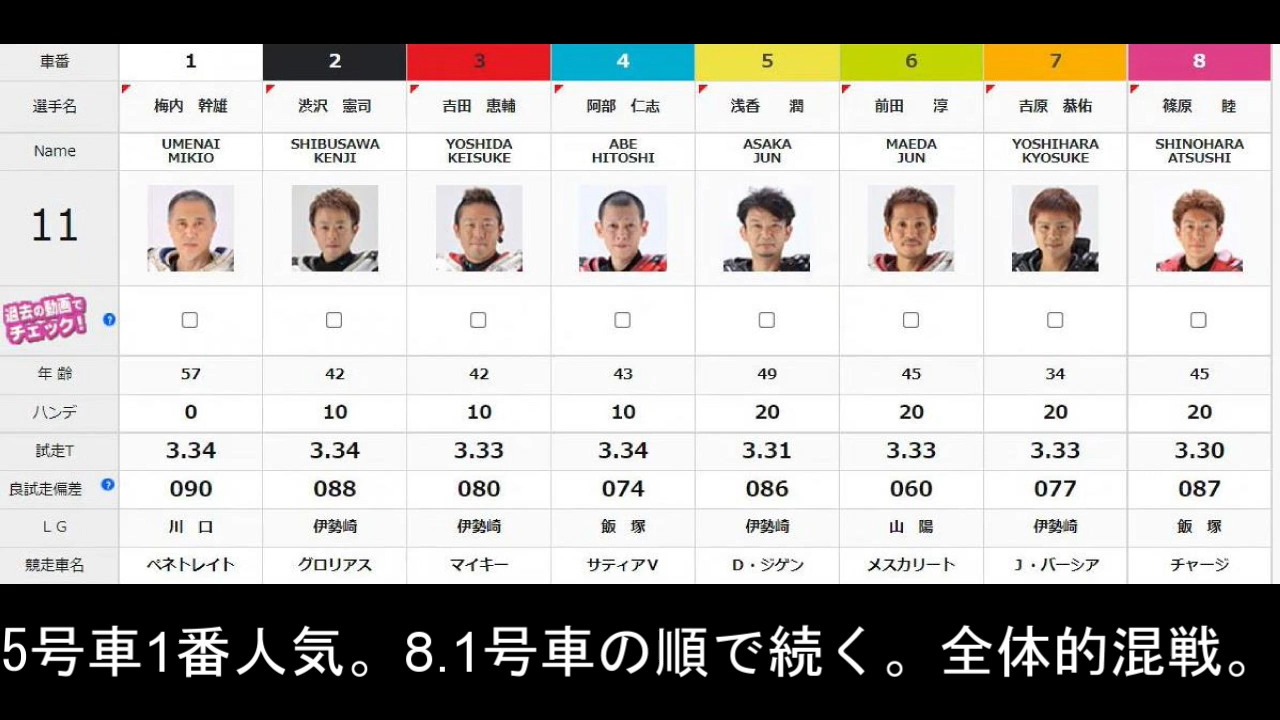 車番 1 2 3 4 5 6 7 8
選手名 梅内 幹雄 渋沢 憲司 吉田 恵輔 阿部 仁志 浅香 潤 前田 淳 吉原 恭佑 篠原 睦
Name UMENAI MIKIO SHIBUSAWA KENJI YOSHIDA KEISUKE ABE HITOSHI ASAKA JUN MAEDA JUN YOSHIHARA KYOSUKE SHINOHARA ATSUSHI
11
過去の動画で
チェック! ?
年 齢 57 42 42 43 49 45 34 45
ハンデ 0 10 10 10 20 20 20 20
試走T 3.34 3.34 3.33 3.34 3.31 3.33 3.33 3.30
良試走偏差 ? 090 088 080 074 086 060 077 087
ＬＧ 川 口 伊勢崎 伊勢崎 飯 塚 伊勢崎 山 陽 伊勢崎 飯 塚
競走車名 ペネトレイト グロリアス マイキー サティアＶ Ｄ・ジゲン メスカリート Ｊ・バーシア チャージ
5号車1番人気。8.1号車の順で続く。全体的混戦。